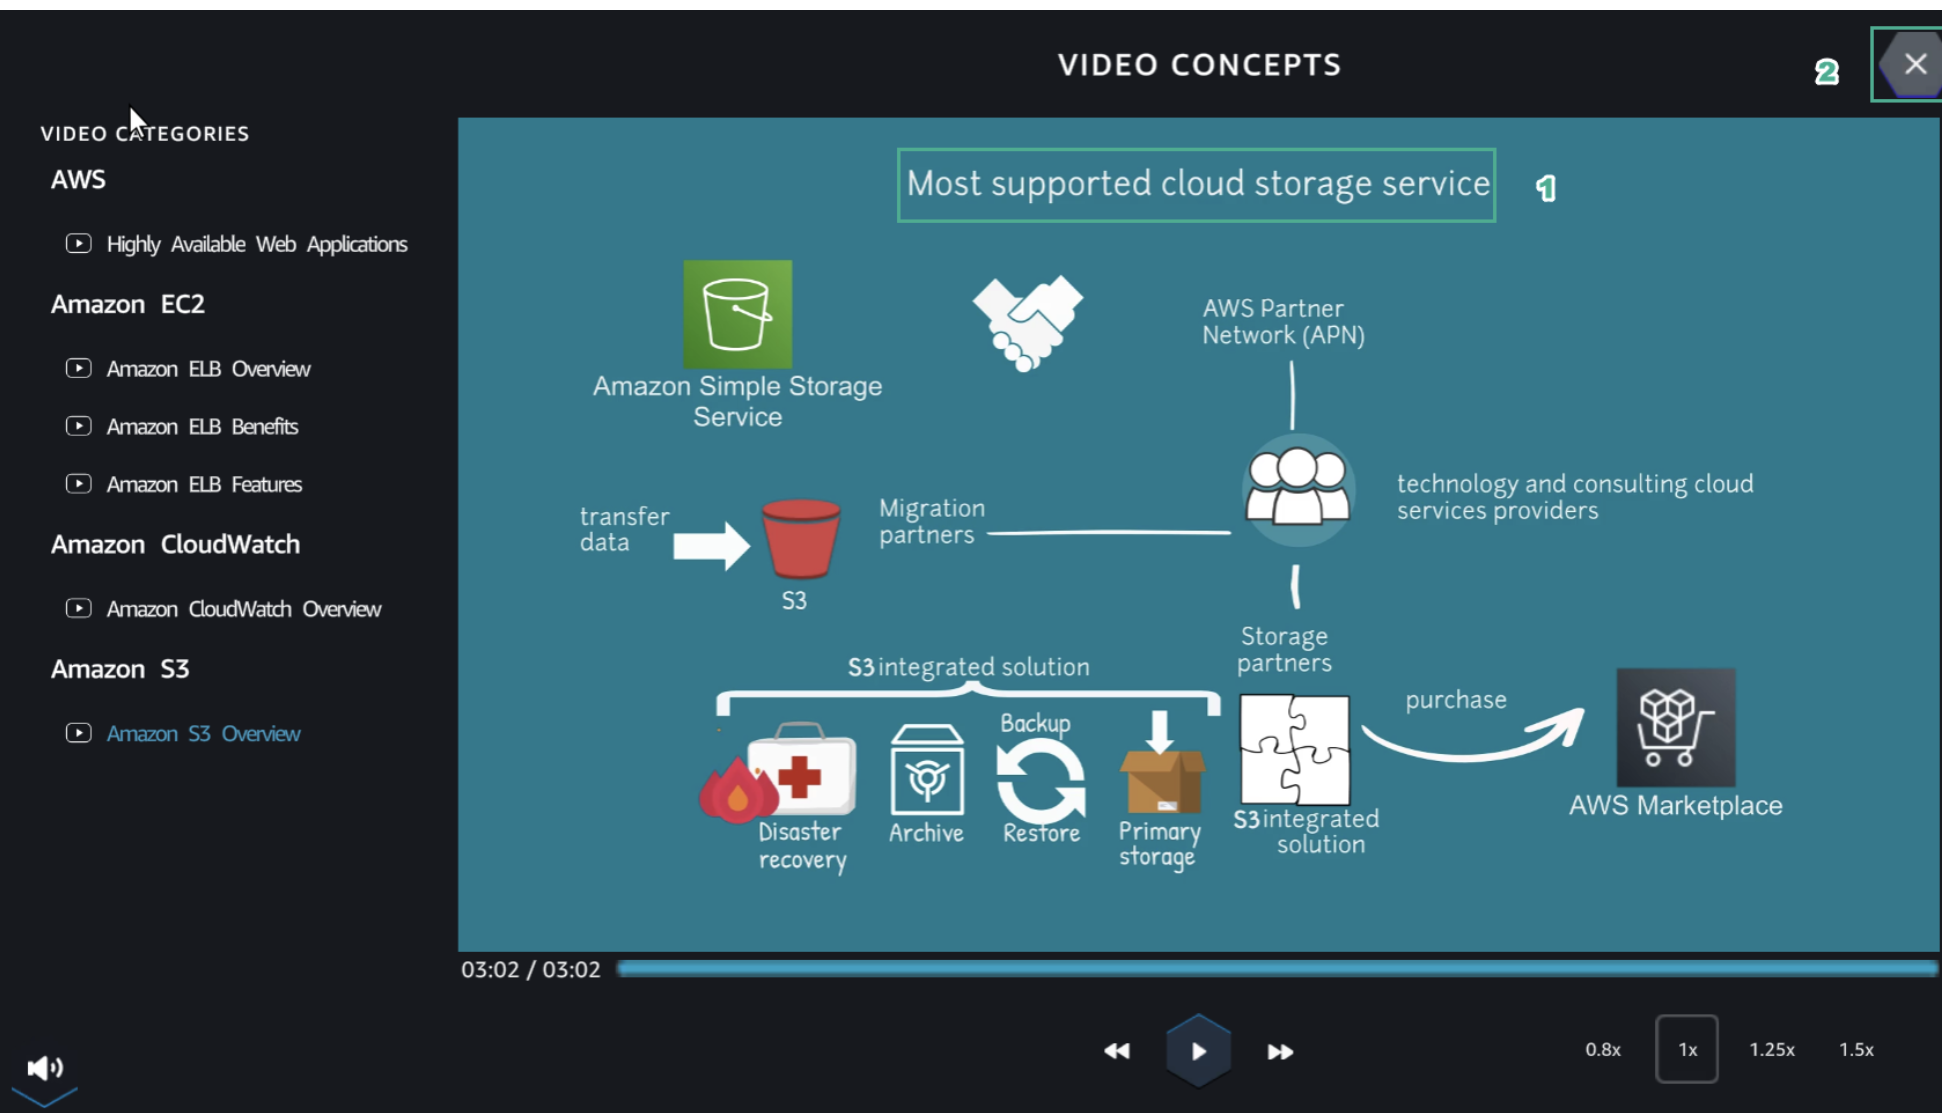 VIDEO CONCEPTS
2
VIDEO CATEGORIES
AWS
Highly Available Web Applications
Amazon EC2
Amazon ELB Overview
Amazon ELB Benefits
Amazon ELB Features
Amazon CloudWatch
Amazon CloudWatch Overview
Amazon S3
Amazon S3 Overview
Most supported cloud storage service
1
Amazon Simple Storage
Service
AWS Partner
Network (APN)
technology and consulting cloud
services providers
Migration
partners
transfer
data
S3
Storage
partners
S3 integrated solution
Disaster
recovery
Archive
Backup
Restore
Primary
storage
S3 integrated
solution
purchase
AWS Marketplace
03:02 / 03:02
0.8x
1x
1.25x
1.5x